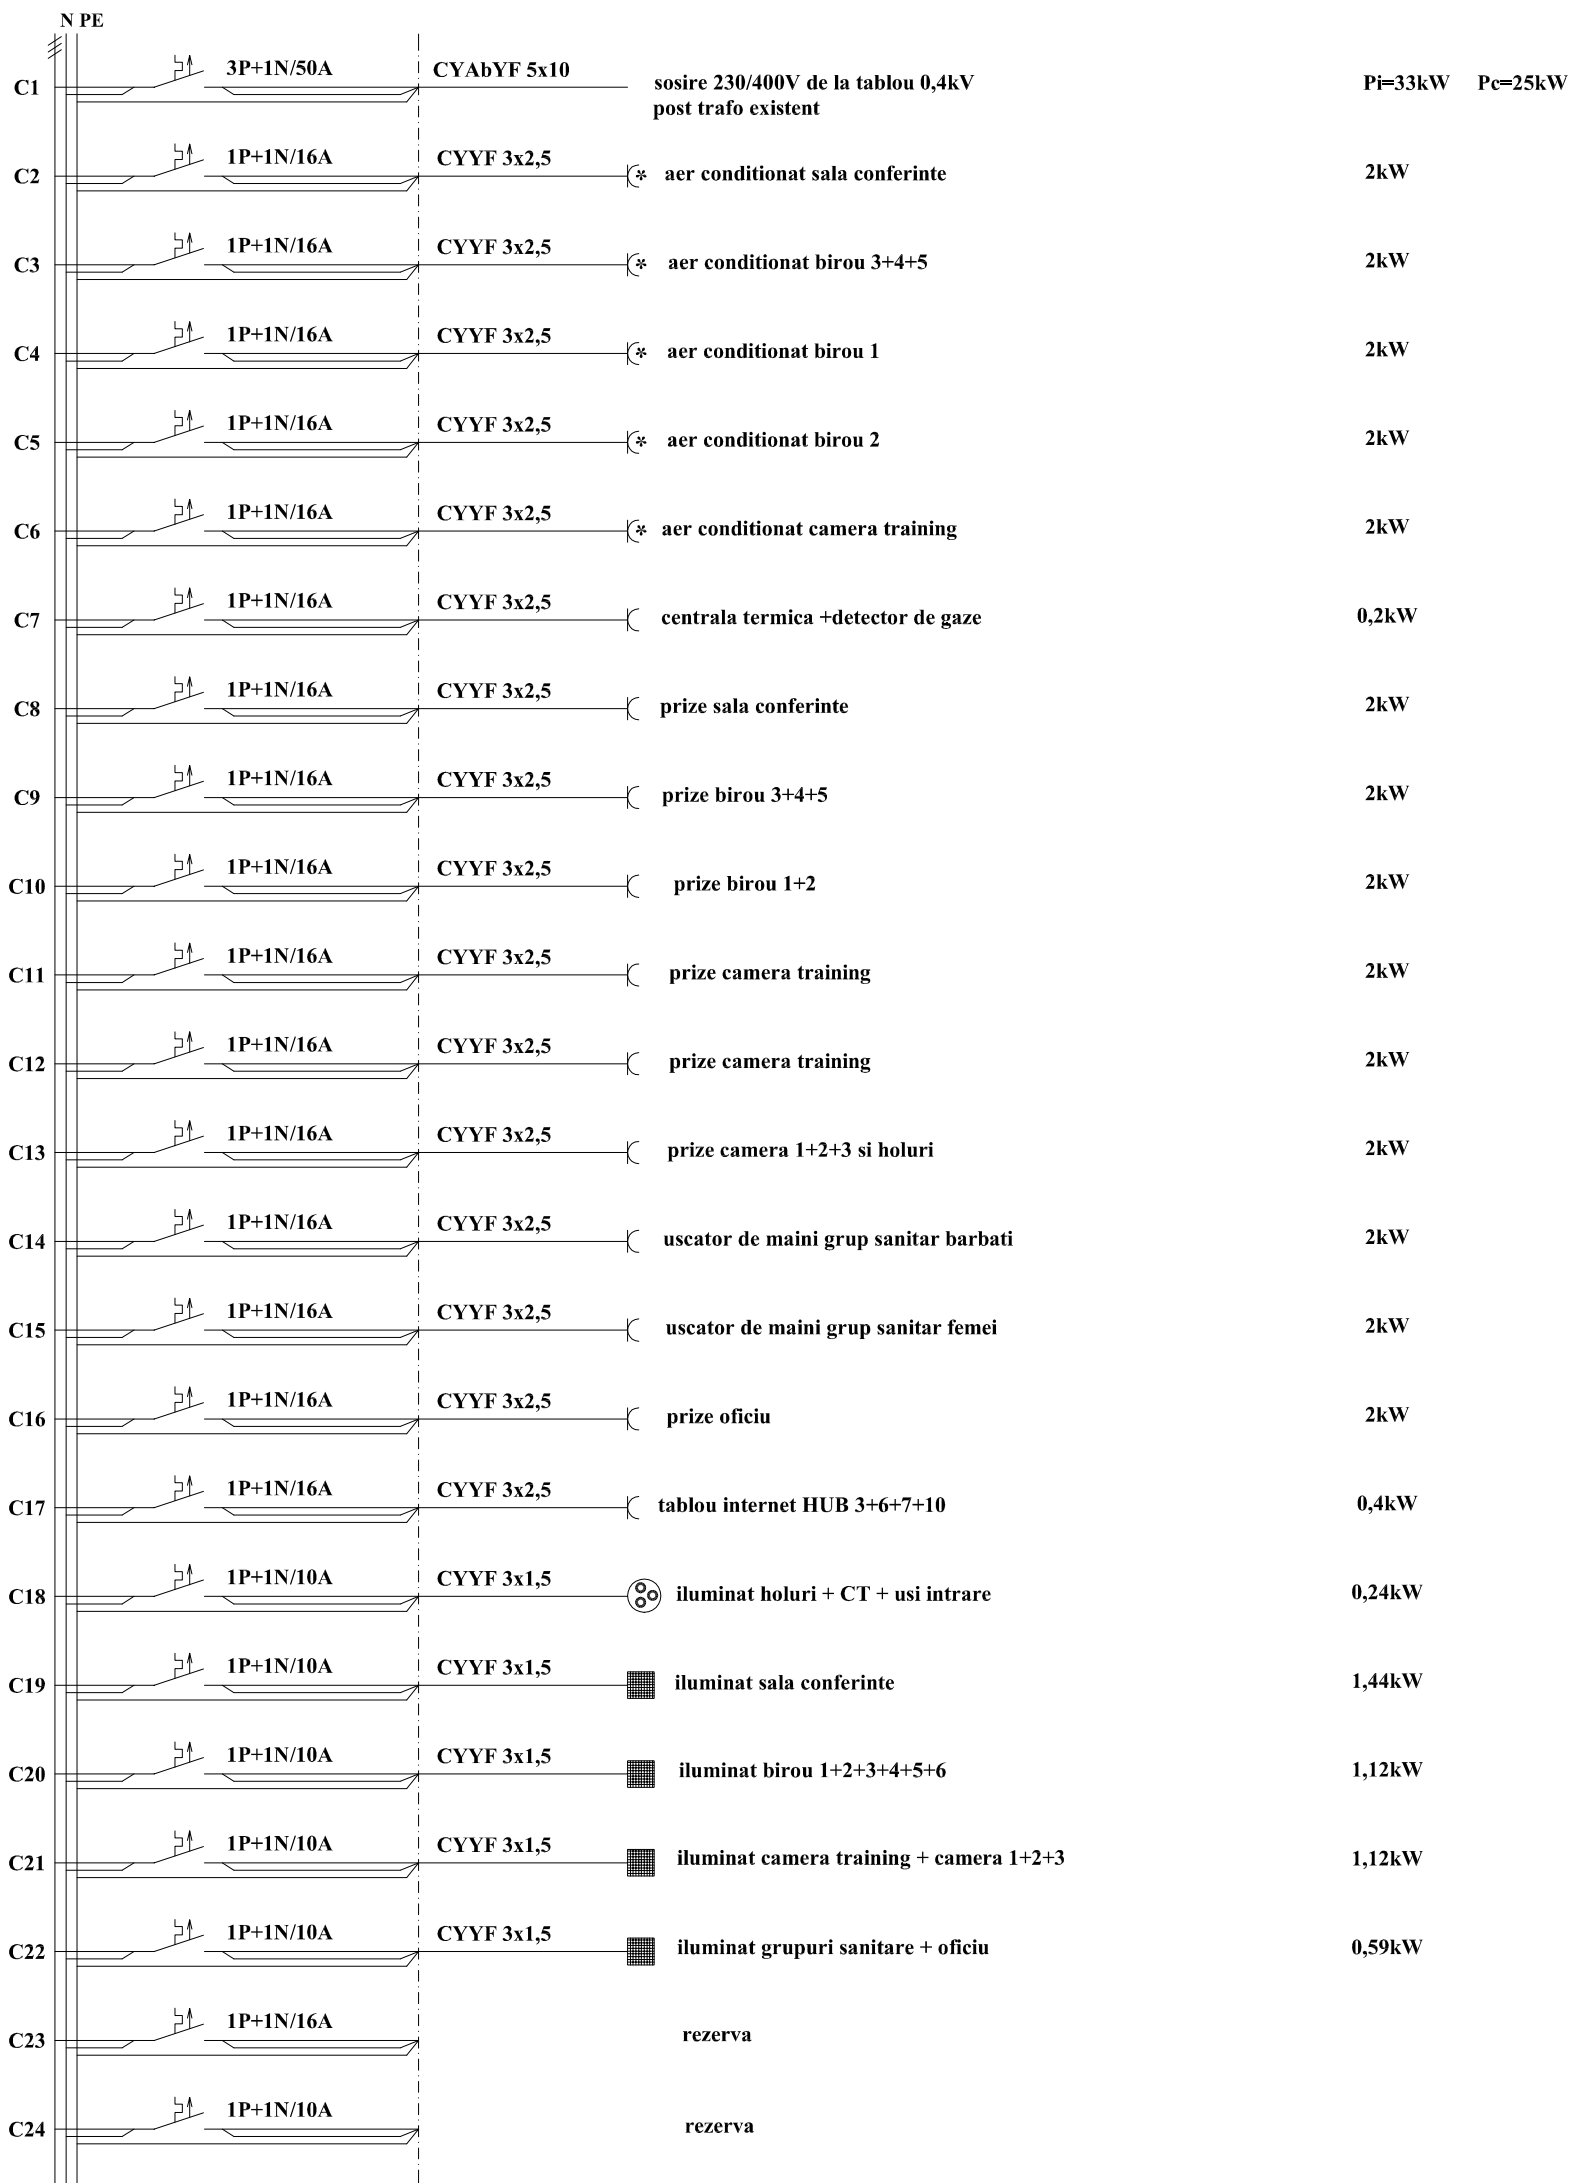 N PE
C1 3P+1N/50A CYAbYF 5x10 sosire 230/400V de la tablou 0,4kV Pi=33kW Pc=25kW
post trafo existent
C2 1P+1N/16A CYYF 3x2,5 aer conditionat sala conferinte 2kW
C3 1P+1N/16A CYYF 3x2,5 aer conditionat birou 3+4+5 2kW
C4 1P+1N/16A CYYF 3x2,5 aer conditionat birou 1 2kW
C5 1P+1N/16A CYYF 3x2,5 aer conditionat birou 2 2kW
C6 1P+1N/16A CYYF 3x2,5 aer conditionat camera training 2kW
C7 1P+1N/16A CYYF 3x2,5 centrala termica +detector de gaze 0,2kW
C8 1P+1N/16A CYYF 3x2,5 prize sala conferinte 2kW
C9 1P+1N/16A CYYF 3x2,5 prize birou 3+4+5 2kW
C10 1P+1N/16A CYYF 3x2,5 prize birou 1+2 2kW
C11 1P+1N/16A CYYF 3x2,5 prize camera training 2kW
C12 1P+1N/16A CYYF 3x2,5 prize camera training 2kW
C13 1P+1N/16A CYYF 3x2,5 prize camera 1+2+3 si holuri 2kW
C14 1P+1N/16A CYYF 3x2,5 uscator de maini grup sanitar barbati 2kW
C15 1P+1N/16A CYYF 3x2,5 uscator de maini grup sanitar femei 2kW
C16 1P+1N/16A CYYF 3x2,5 prize oficiu 2kW
C17 1P+1N/16A CYYF 3x2,5 tablou internet HUB 3+6+7+10 0,4kW
C18 1P+1N/10A CYYF 3x1,5 iluminat holuri + CT + usi intrare 0,24kW
C19 1P+1N/10A CYYF 3x1,5 iluminat sala conferinte 1,44kW
C20 1P+1N/10A CYYF 3x1,5 iluminat birou 1+2+3+4+5+6 1,12kW
C21 1P+1N/10A CYYF 3x1,5 iluminat camera training + camera 1+2+3 1,12kW
C22 1P+1N/10A CYYF 3x1,5 iluminat grupuri sanitare + oficiu 0,59kW
C23 1P+1N/16A rezerva
C24 1P+1N/10A rezerva